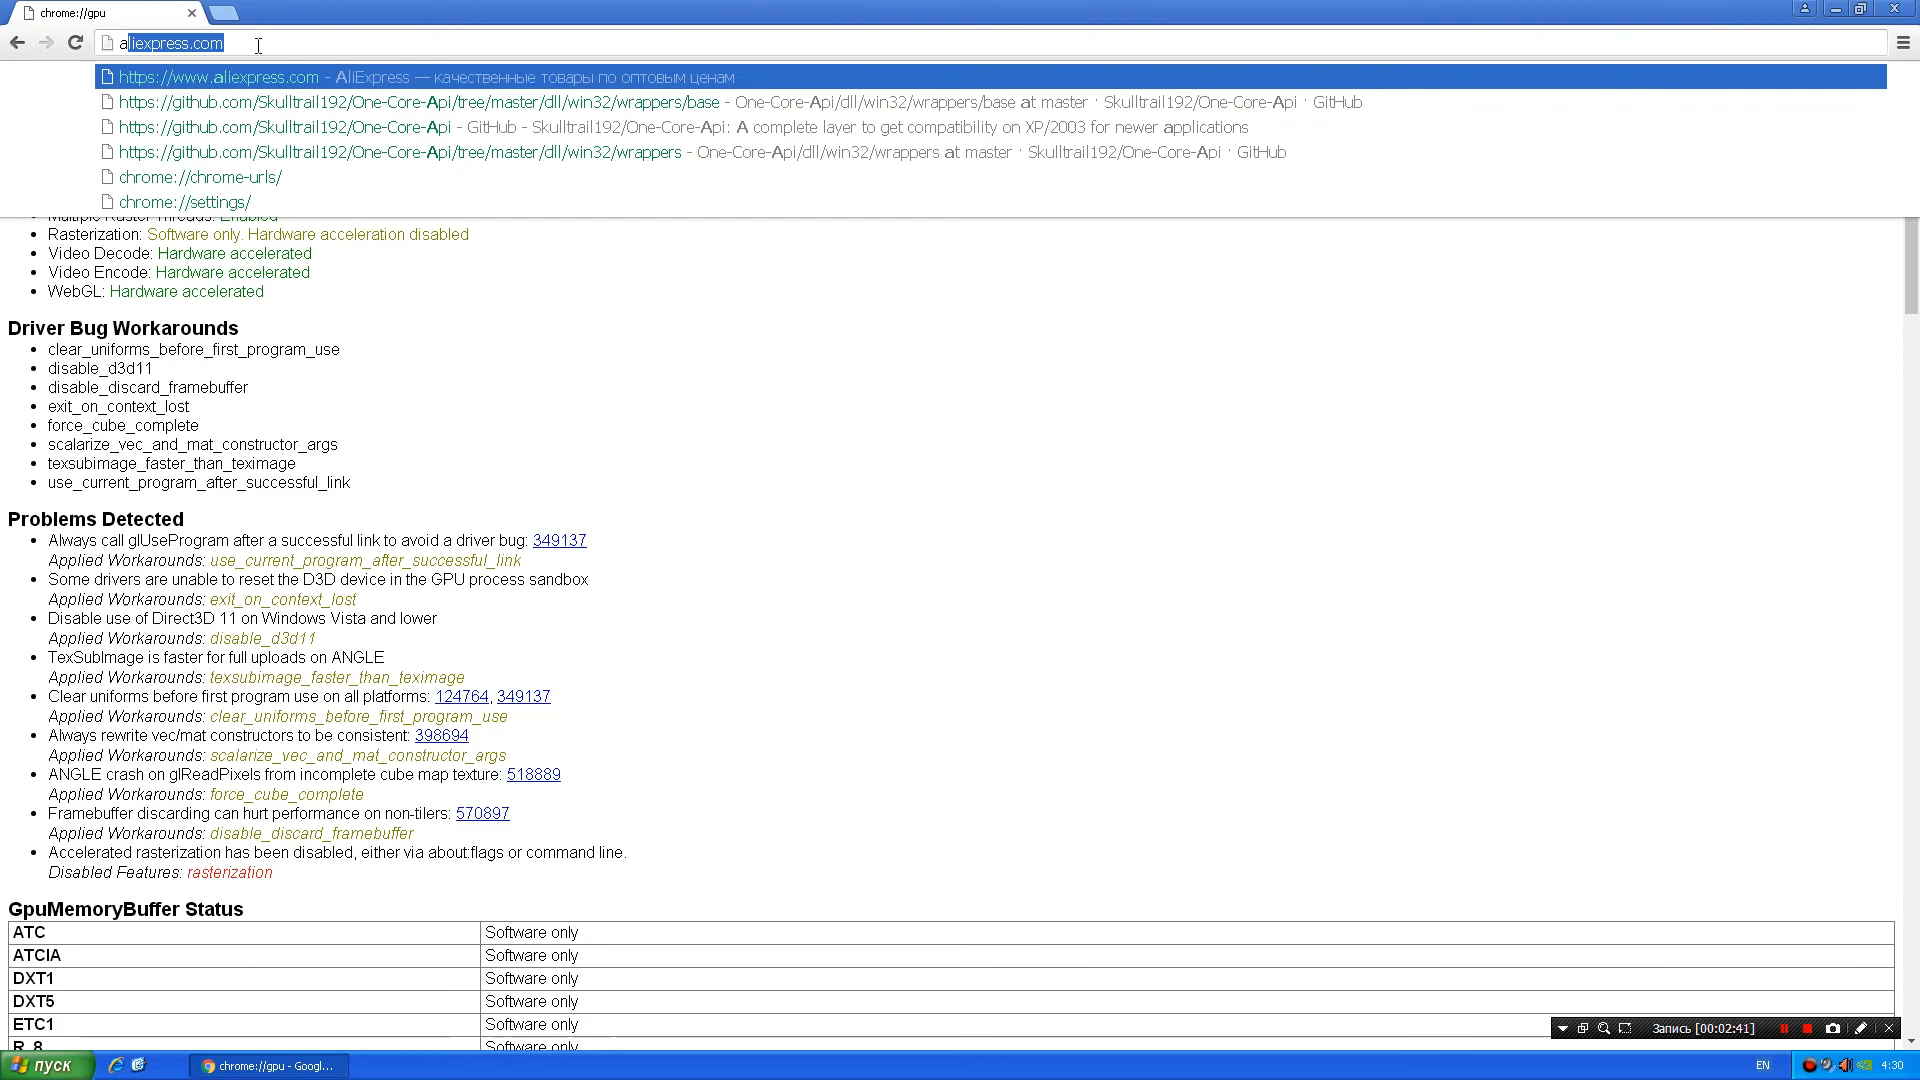 chrome://gpu
aliexpress.com
https://www.aliexpress.com - AliExpress — качественные товары по оптовым ценам
https://github.com/Skulltrail192/One-Core-Api/tree/master/dll/win32/wrappers/base - One-Core-Api/dll/win32/wrappers/base at master · Skulltrail192/One-Core-Api · GitHub
https://github.com/Skulltrail192/One-Core-Api - GitHub - Skulltrail192/One-Core-Api: A complete layer to get compatibility on XP/2003 for newer applications
https://github.com/Skulltrail192/One-Core-Api/tree/master/dll/win32/wrappers - One-Core-Api/dll/win32/wrappers at master · Skulltrail192/One-Core-Api · GitHub
chrome://chrome-urls/
chrome://settings/
Multiple Raster Threads: Enabled
Rasterization: Software only. Hardware acceleration disabled
Video Decode: Hardware accelerated
Video Encode: Hardware accelerated
WebGL: Hardware accelerated
Driver Bug Workarounds
clear_uniforms_before_first_program_use
disable_d3d11
disable_discard_framebuffer
exit_on_context_lost
force_cube_complete
scalarize_vec_and_mat_constructor_args
texsubimage_faster_than_teximage
use_current_program_after_successful_link
Problems Detected
Always call glUseProgram after a successful link to avoid a driver bug: 349137
Applied Workarounds: use_current_program_after_successful_link
Some drivers are unable to reset the D3D device in the GPU process sandbox
Applied Workarounds: exit_on_context_lost
Disable use of Direct3D 11 on Windows Vista and lower
Applied Workarounds: disable_d3d11
TexSubImage is faster for full uploads on ANGLE
Applied Workarounds: texsubimage_faster_than_teximage
Clear uniforms before first program use on all platforms: 124764, 349137
Applied Workarounds: clear_uniforms_before_first_program_use
Always rewrite vec/mat constructors to be consistent: 398694
Applied Workarounds: scalarize_vec_and_mat_constructor_args
ANGLE crash on glReadPixels from incomplete cube map texture: 518889
Applied Workarounds: force_cube_complete
Framebuffer discarding can hurt performance on non-tilers: 570897
Applied Workarounds: disable_discard_framebuffer
Accelerated rasterization has been disabled, either via about:flags or command line.
Disabled Features: rasterization
GpuMemoryBuffer Status
ATC Software only
ATCIA Software only
DXT1 Software only
DXT5 Software only
ETC1 Software only
R_8 Software only
Запись [00:02:41]
пуск chrome://gpu - Googl... EN 4:30